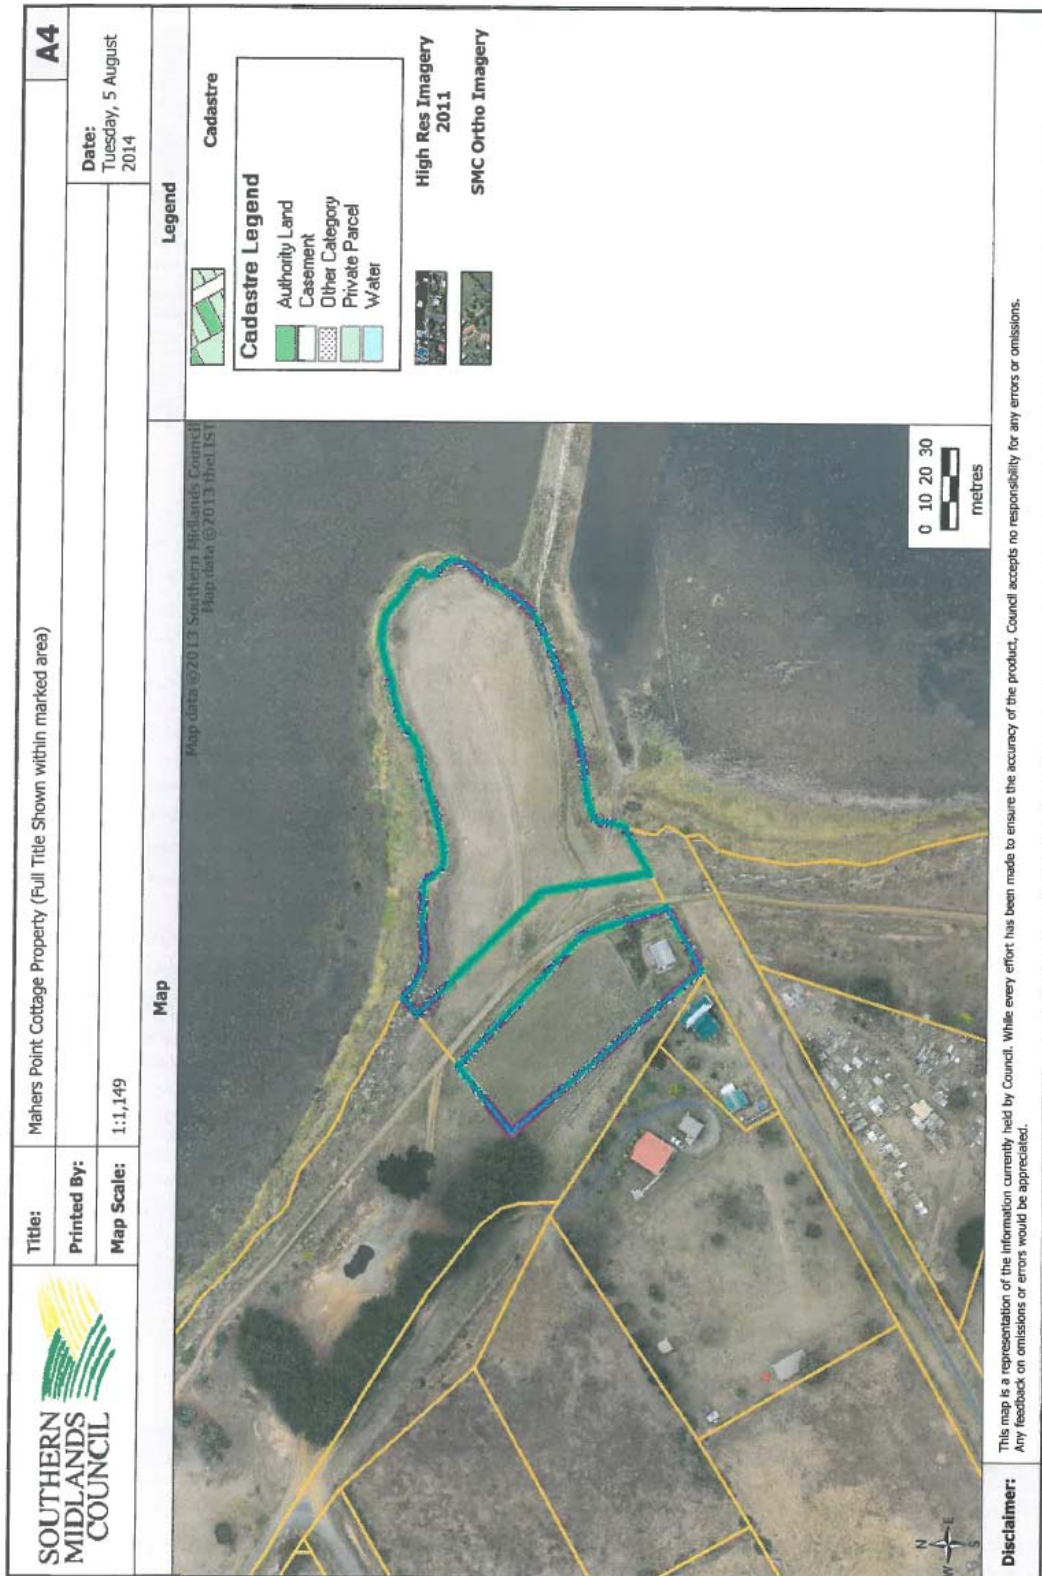 SOUTHERN
MIDLANDS
COUNCIL
Title: Mahers Point Cottage Property (Full Title Shown within marked area)
A4
Printed By:
Date:
Tuesday, 5 August
2014
Map Scale: 1:1,149
Map
Legend
Map data ©2013 Southern Midlands Council
Map data ©2013 theLIST
Cadastre
Cadastre Legend
Authority Land
Casement
Other Category
Private Parcel
Water
High Res Imagery
2011
SMC Ortho Imagery
0 10 20 30
metres
N
W E
S
Disclaimer:
This map is a representation of the information currently held by Council. While every effort has been made to ensure the accuracy of the product, Council accepts no responsibility for any errors or omissions.
Any feedback on omissions or errors would be appreciated.